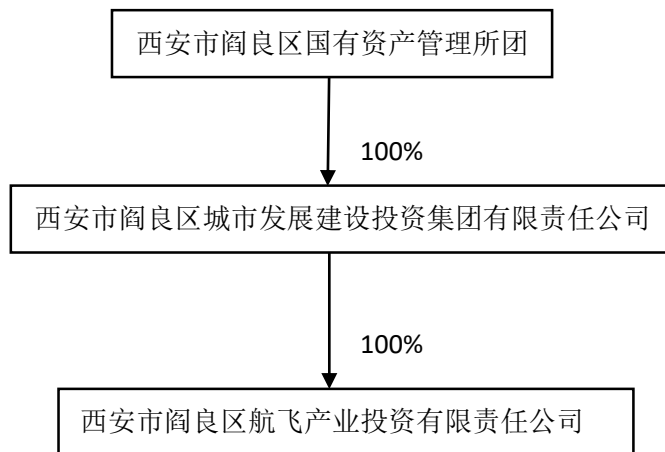 西安市阎良区国有资产管理所团
100%
西安市阎良区城市发展建设投资集团有限责任公司
100%
西安市阎良区航飞产业投资有限责任公司